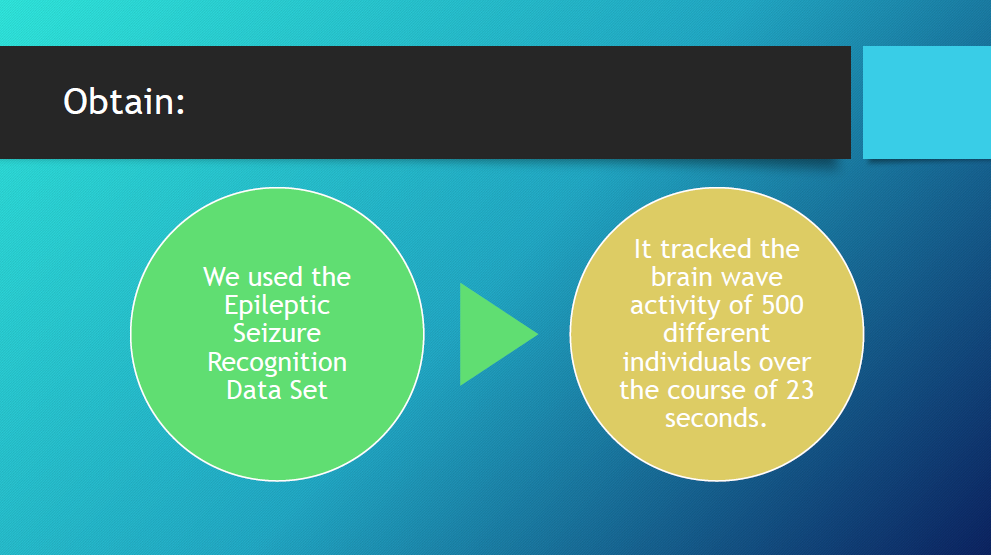 Obtain:
We used the
Epileptic
Seizure
Recognition
Data Set
It tracked the
brain wave
activity of 500
different
individuals over
the course of 23
seconds.